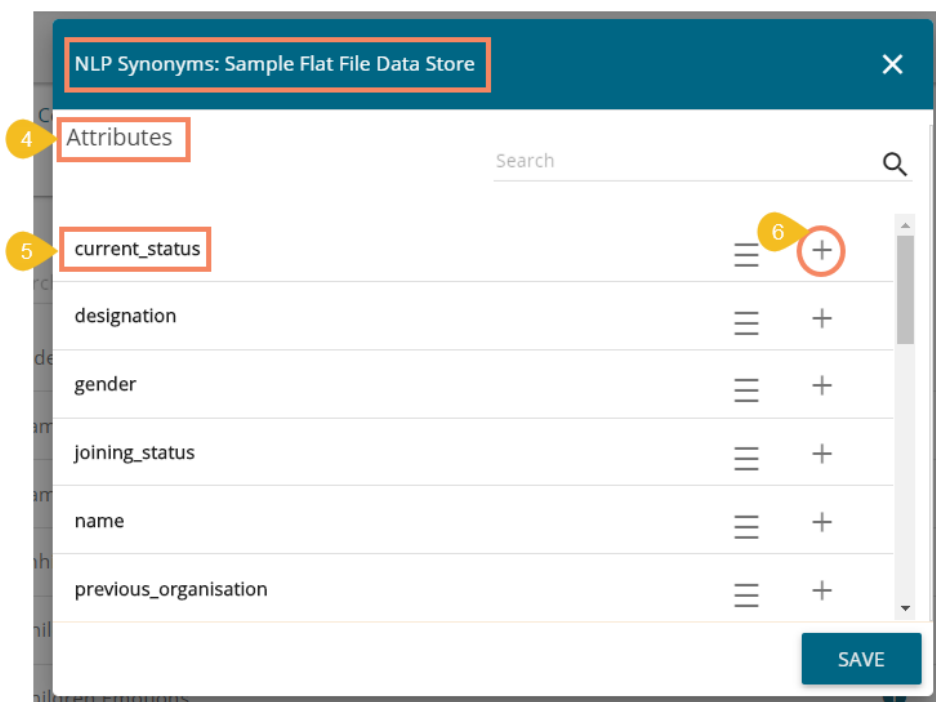 NLP Synonyms: Sample Flat File Data Store
4
Attributes
Search
5
current_status
6
designation
gender
joining_status
name
previous_organisation
SAVE